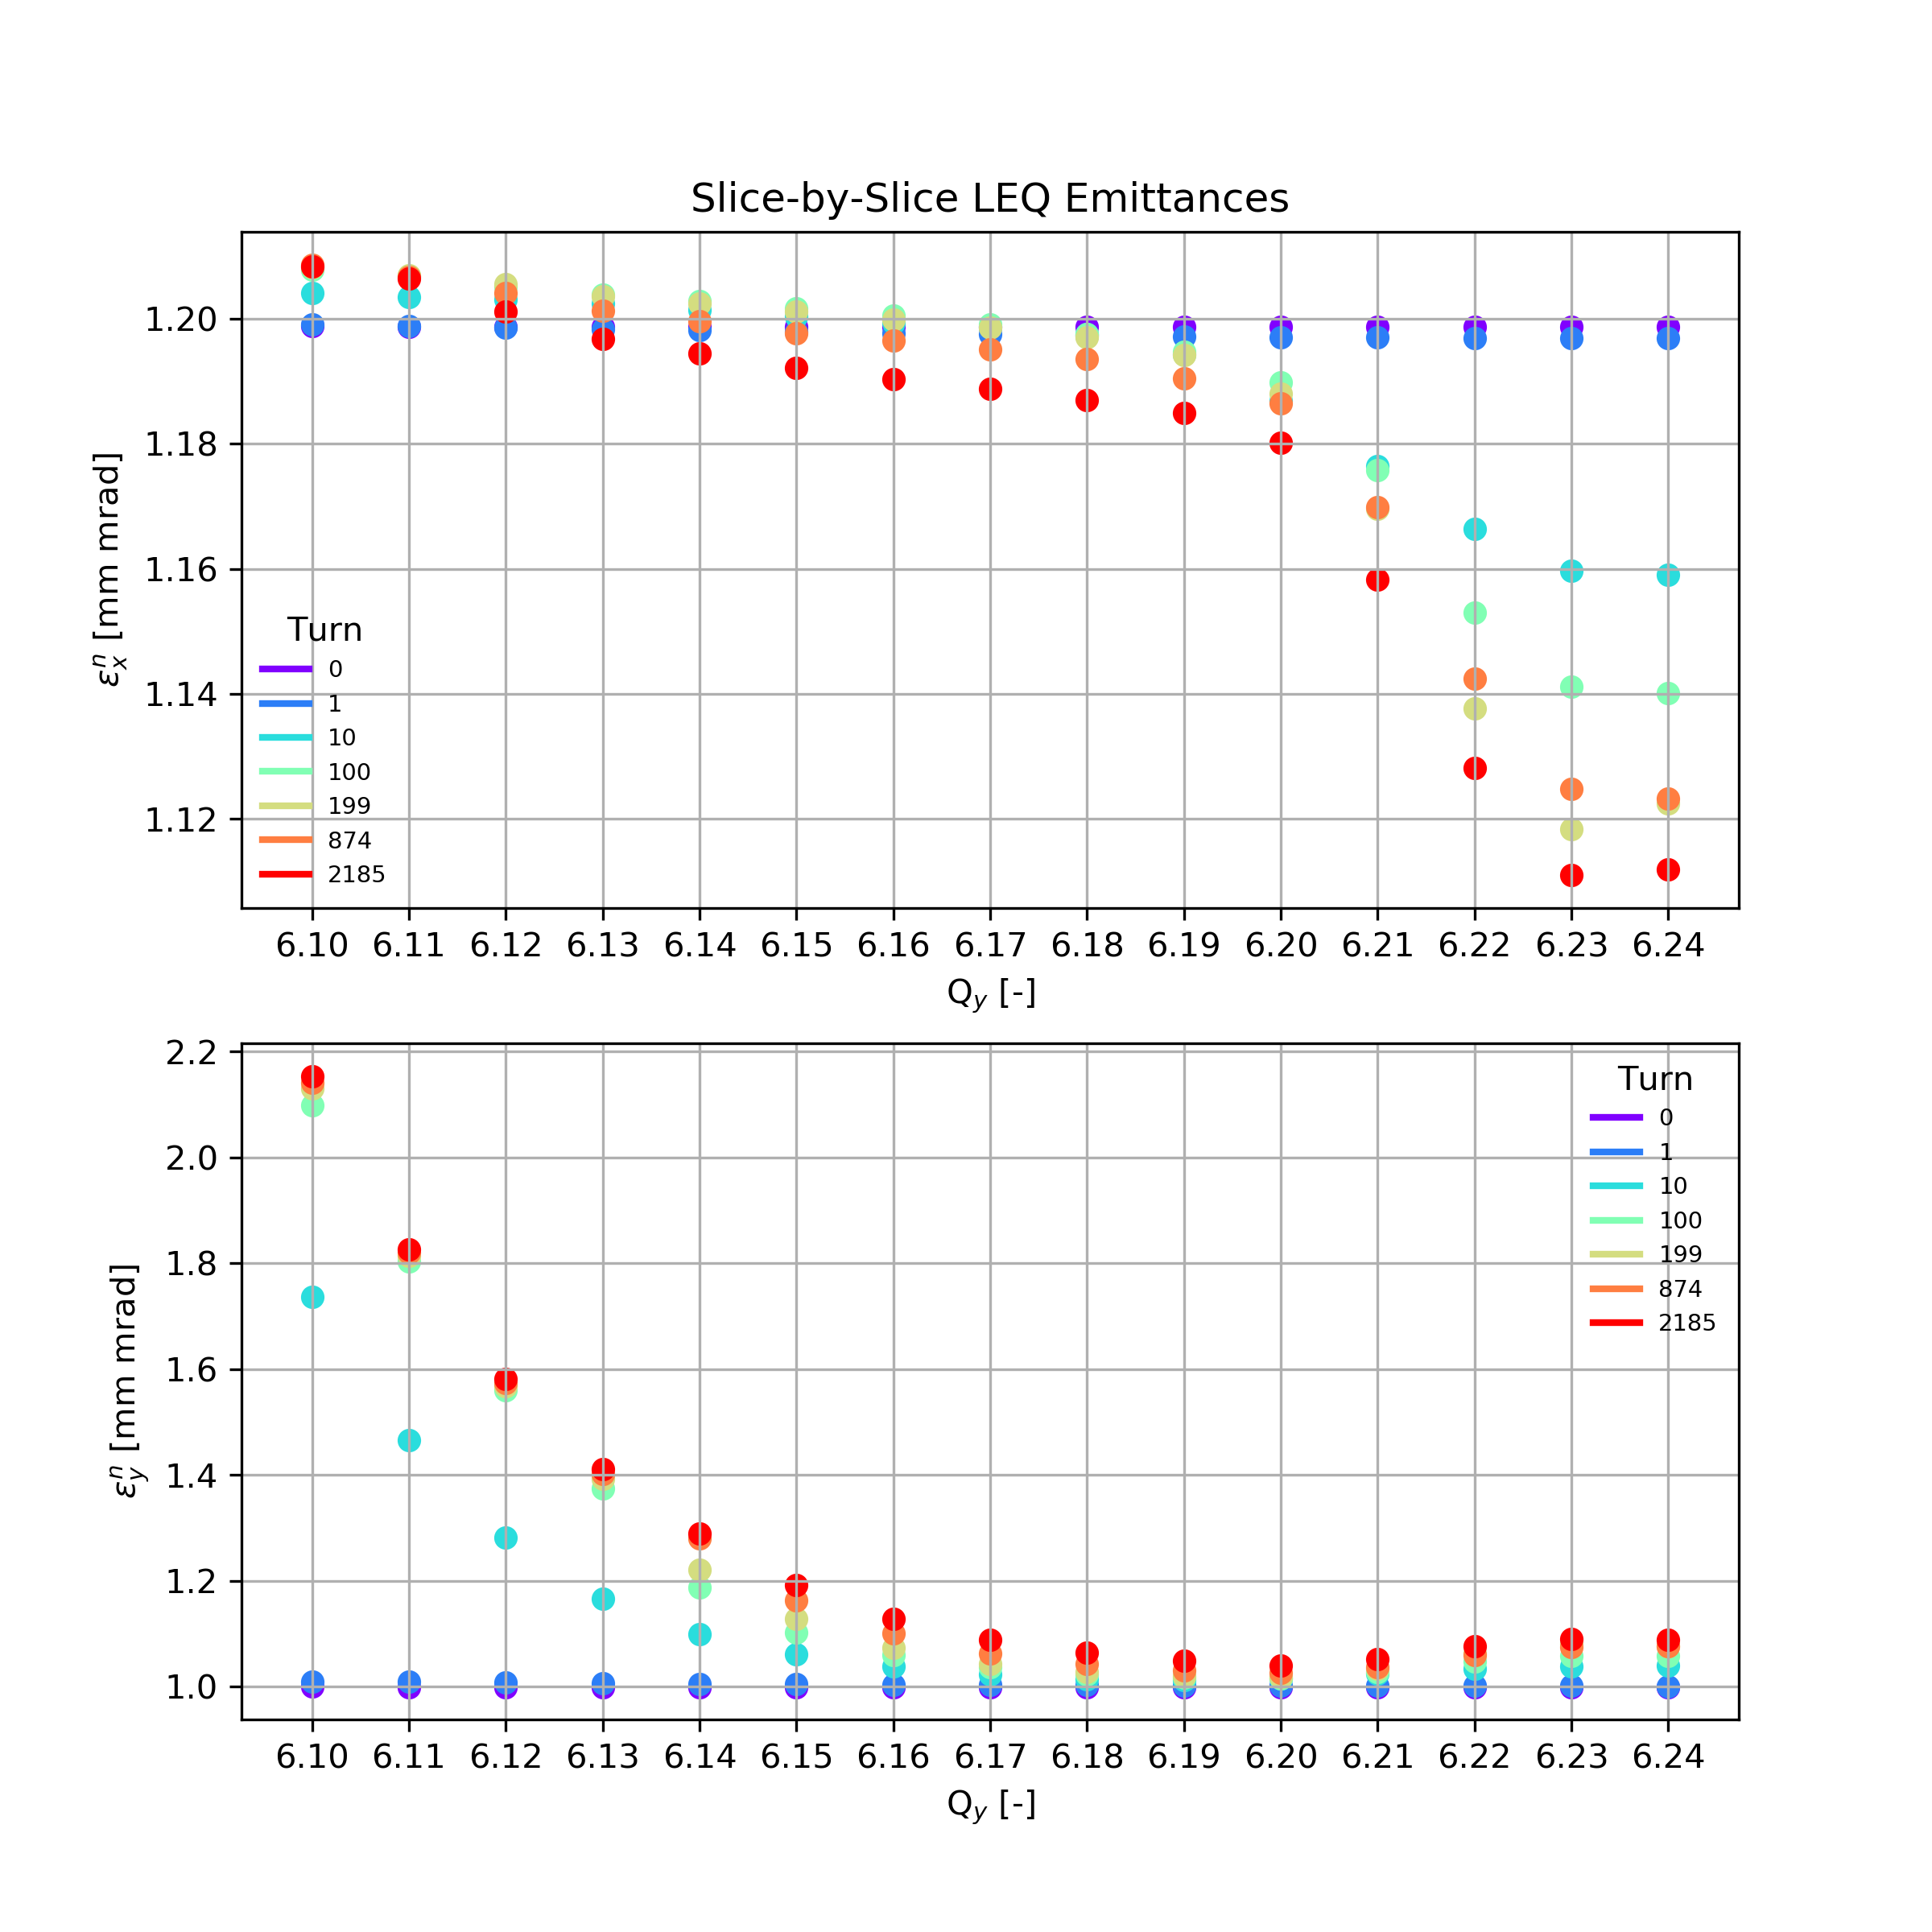 Slice-by-Slice LEQ Emittances
1.20
1.18
1.16
1.14
1.12
ε_x^n [mm mrad]
Turn
0
1
10
100
199
874
2185
6.10 6.11 6.12 6.13 6.14 6.15 6.16 6.17 6.18 6.19 6.20 6.21 6.22 6.23 6.24
Q_y [-]
2.2
2.0
1.8
1.6
1.4
1.2
1.0
ε_y^n [mm mrad]
Turn
0
1
10
100
199
874
2185
6.10 6.11 6.12 6.13 6.14 6.15 6.16 6.17 6.18 6.19 6.20 6.21 6.22 6.23 6.24
Q_y [-]